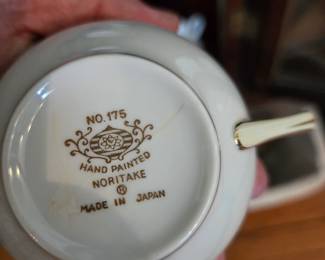 NO. 175
HAND PAINTED
NORITAKE
®
MADE IN JAPAN